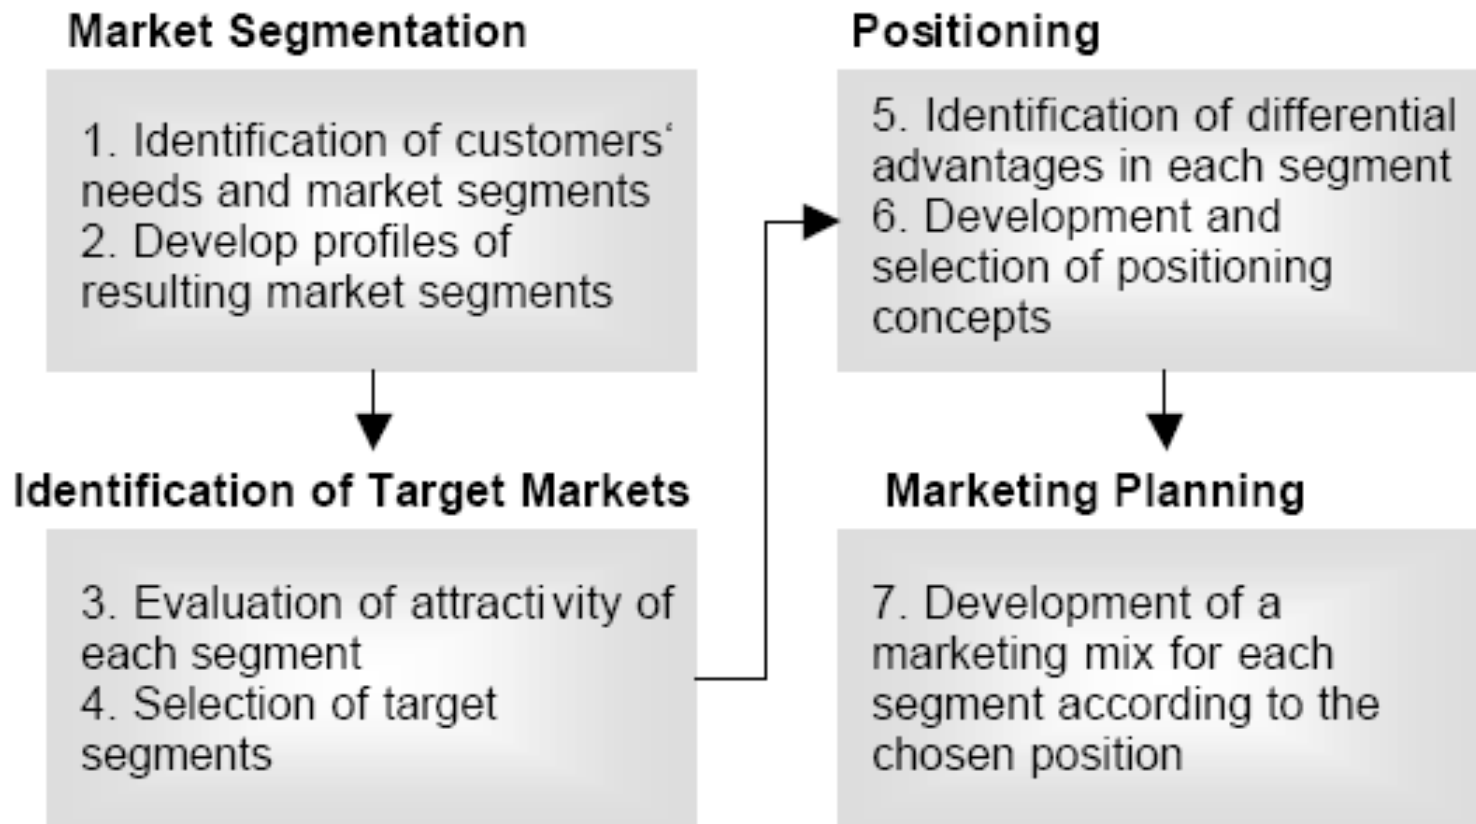 Market Segmentation
1. Identification of customers‘
needs and market segments
2. Develop profiles of
resulting market segments
Identification of Target Markets
3. Evaluation of attractivity of
each segment
4. Selection of target
segments
Positioning
5. Identification of differential
advantages in each segment
6. Development and
selection of positioning
concepts
Marketing Planning
7. Development of a
marketing mix for each
segment according to the
chosen position